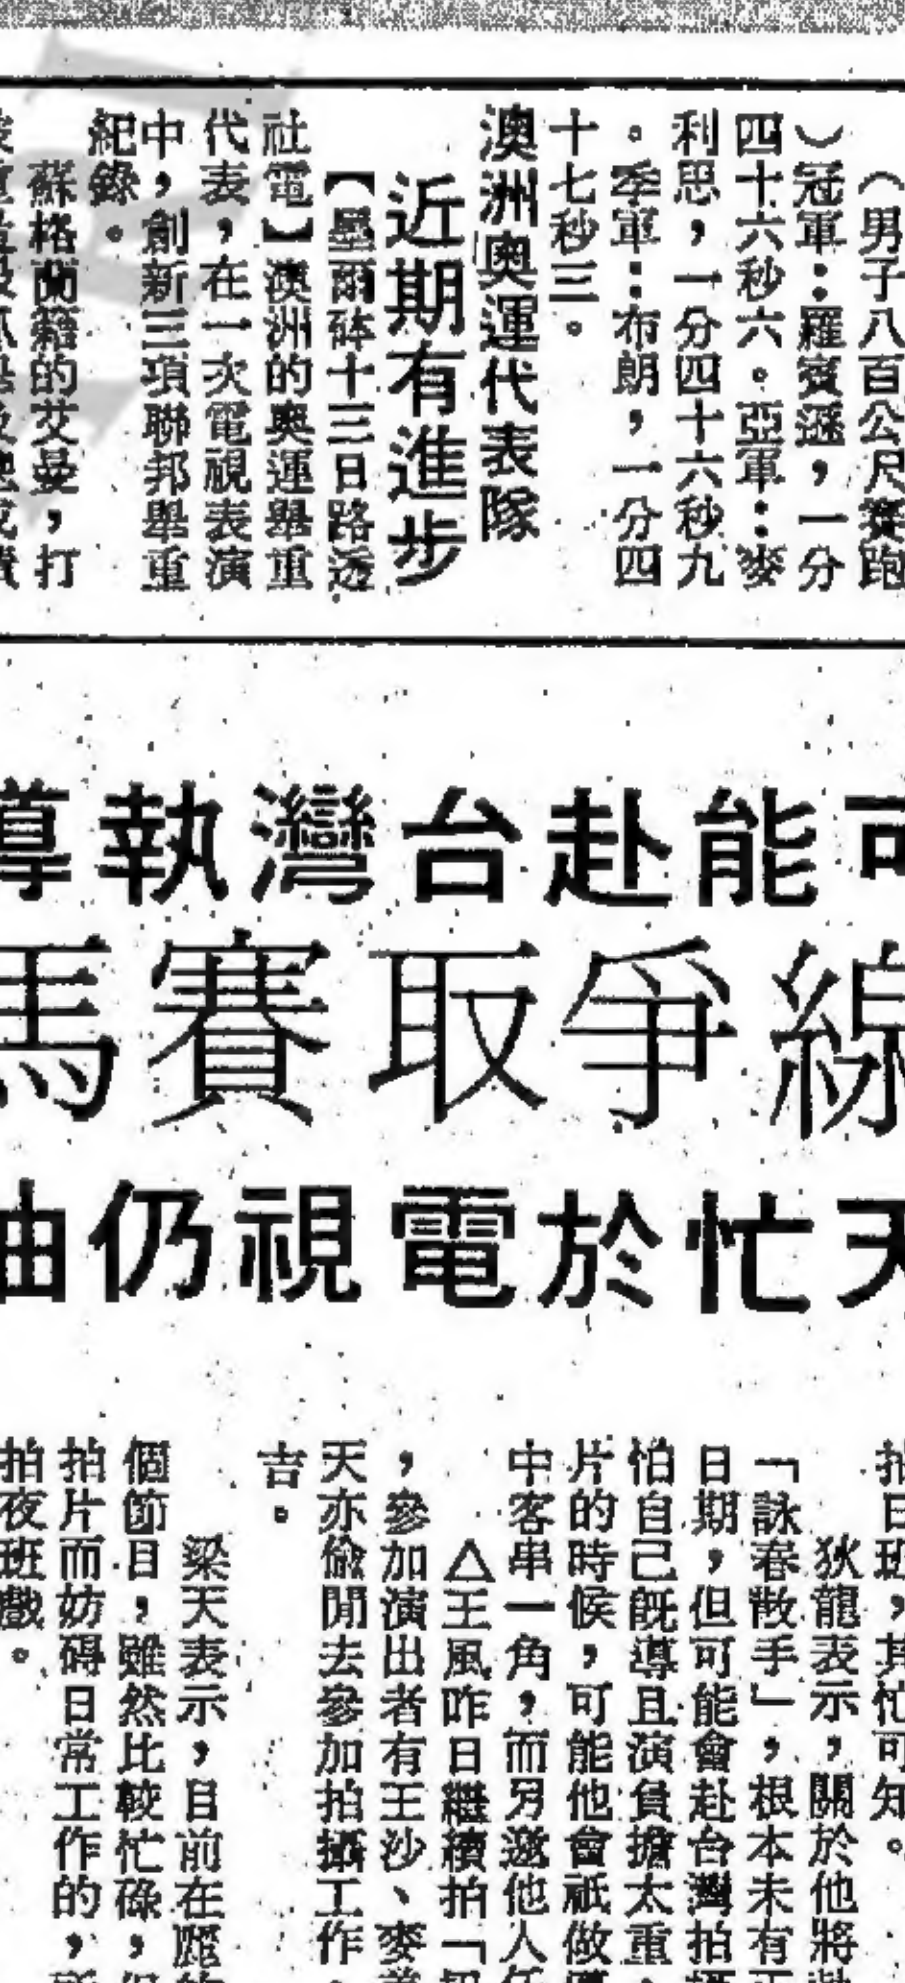 （男子八百公尺賽跑
）冠軍：羅賓遜，一分
四十六秒六。亞軍：麥
利思，一分四十六秒九
。季軍：布朗，一分四
十七秒三。
澳洲奧運代表隊
近期有進步
【墨爾砵十三日路透
社電】澳洲的奧運舉重
代表，在一次電視表演
中，創新三項聯邦舉重
紀錄。
蘇格蘭籍的艾曼，打
可能赴台灣執導
線爭取賽馬
天忙於電視仍抽
拍日班，其忙可知。
狄龍表示，關於他將
「詠春散手」，根本未有
日期，但可能會赴台灣拍
怕自己既導且演負擔太重，
片的時候，可能他會祇做
中客串一角，而另邀他人
△王風昨日繼續拍「
，參加演出者有王沙、麥
天亦偷閒去參加拍攝工作，
吉。
梁天表示，目前在麗的
個節目，雖然比較忙碌，
拍片而妨碍日常工作的，
拍夜班戲。